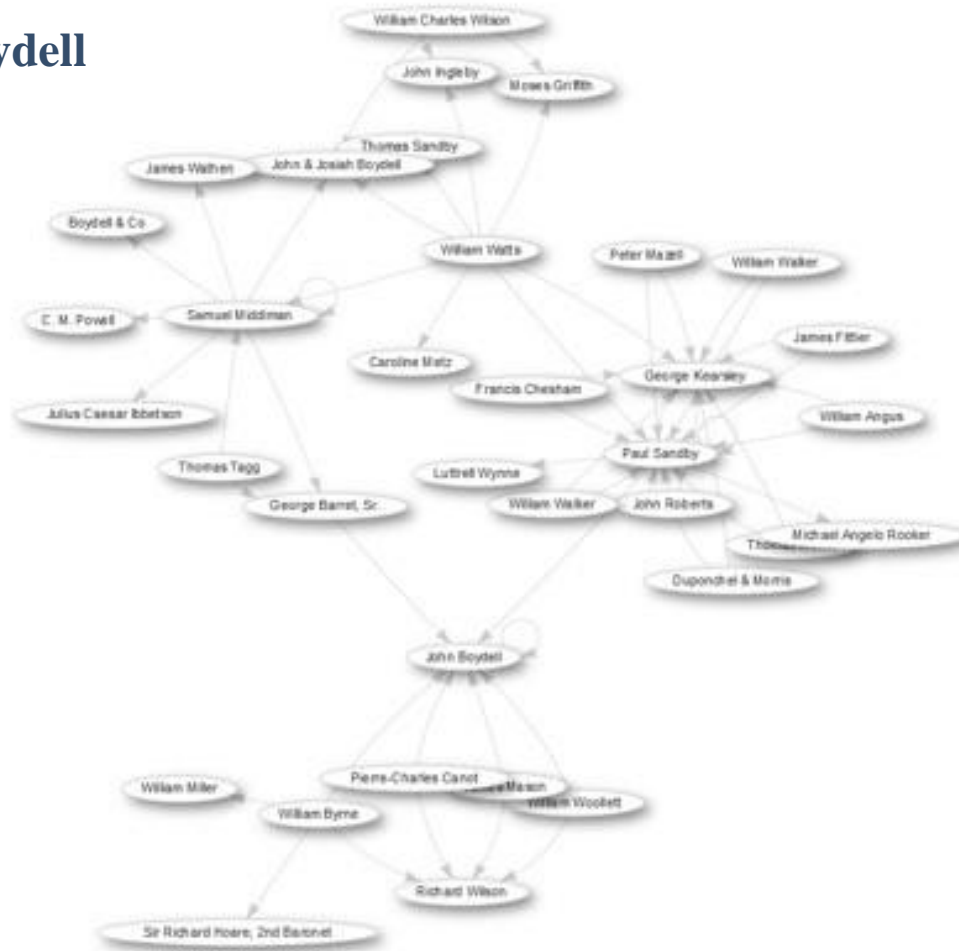 ydell
William Charles Wilson
John Ingleby
Moses Griffith
Thomas Sandby
John & Josiah Boydell
James Wathen
Boydell & Co
William Watts
Peter Mazell
William Walker
Samuel Middiman
C. M. Powell
James Fittler
Caroline Metz
George Kearsley
Francis Chesham
Julius Caesar Ibbetson
William Angus
Paul Sandby
Thomas Tagg
Luttrell Wynne
George Barret, Sr.
William Walker
John Roberts
Michael Angelo Rooker
Duponchel & Morris
John Boydell
Pierre-Charles Canot
Mason
William Miller
William Woollett
William Byrne
Richard Wilson
Sir Richard Hoare, 2nd Baronet